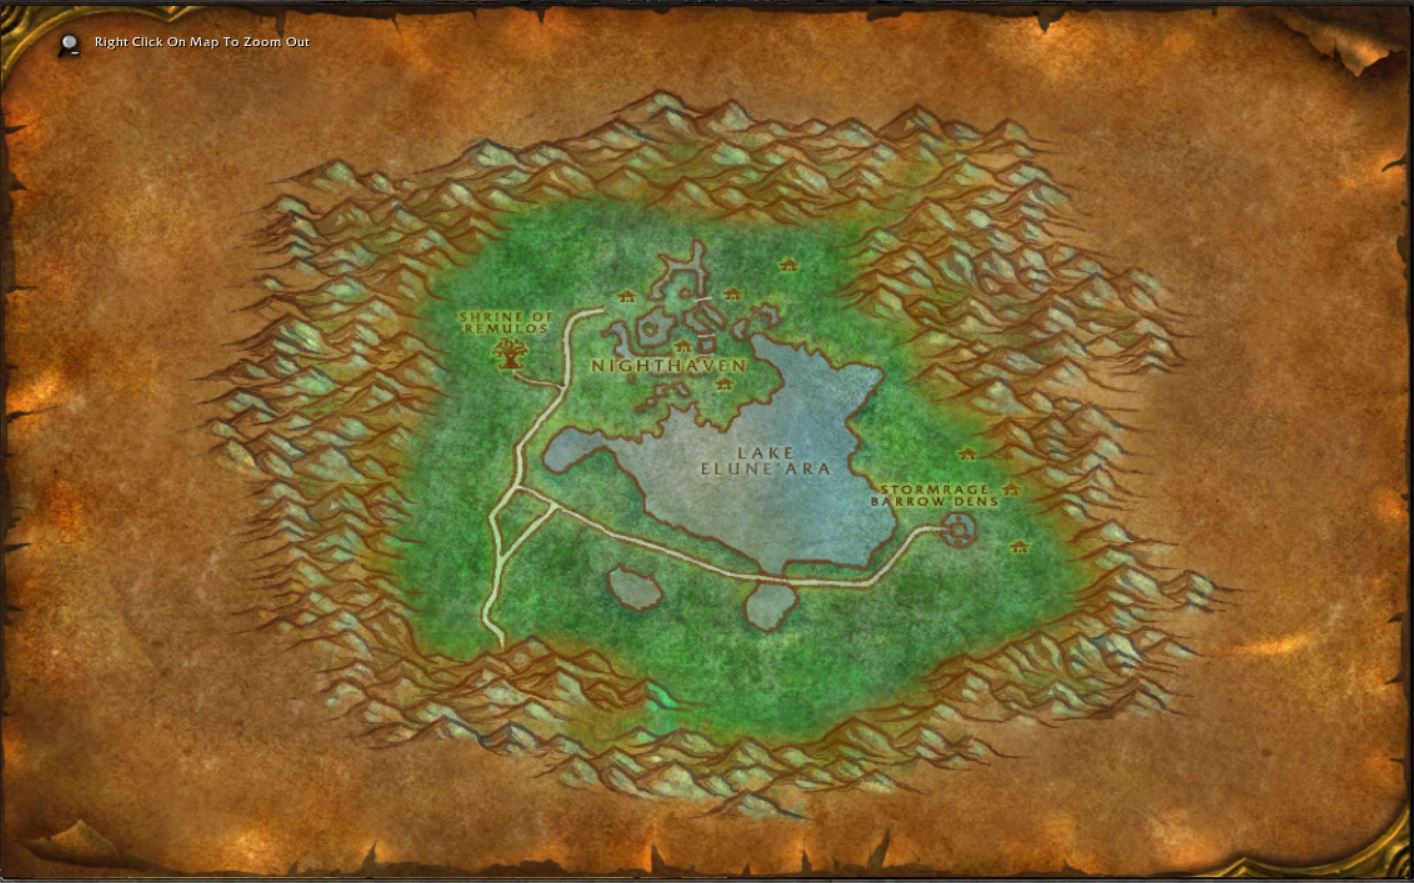 Right Click On Map To Zoom Out
SHRINE OF
REMULOS
NIGHTHAVEN
LAKE
ELUNE'ARA
STORMRAGE
BARROW DENS